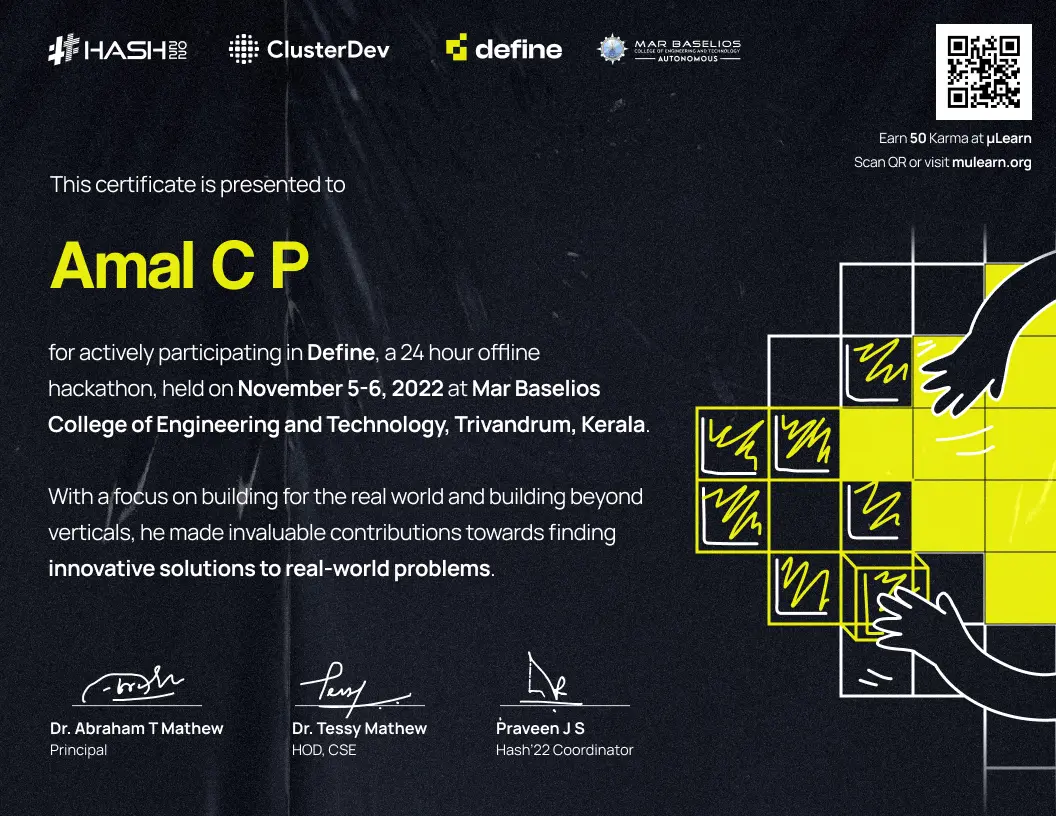 HASH 2022
ClusterDev
define
MAR BASELIOS
COLLEGE OF ENGINEERING AND TECHNOLOGY
AUTONOMOUS
Earn 50 Karma at µLearn
Scan QR or visit mulearn.org
This certificate is presented to
Amal C P
for actively participating in Define, a 24 hour offline
hackathon, held on November 5-6, 2022 at Mar Baselios
College of Engineering and Technology, Trivandrum, Kerala.
With a focus on building for the real world and building beyond
verticals, he made invaluable contributions towards finding
innovative solutions to real-world problems.
Dr. Abraham T Mathew
Principal
Tessy
Dr. Tessy Mathew
HOD, CSE
Praveen J S
Hash'22 Coordinator